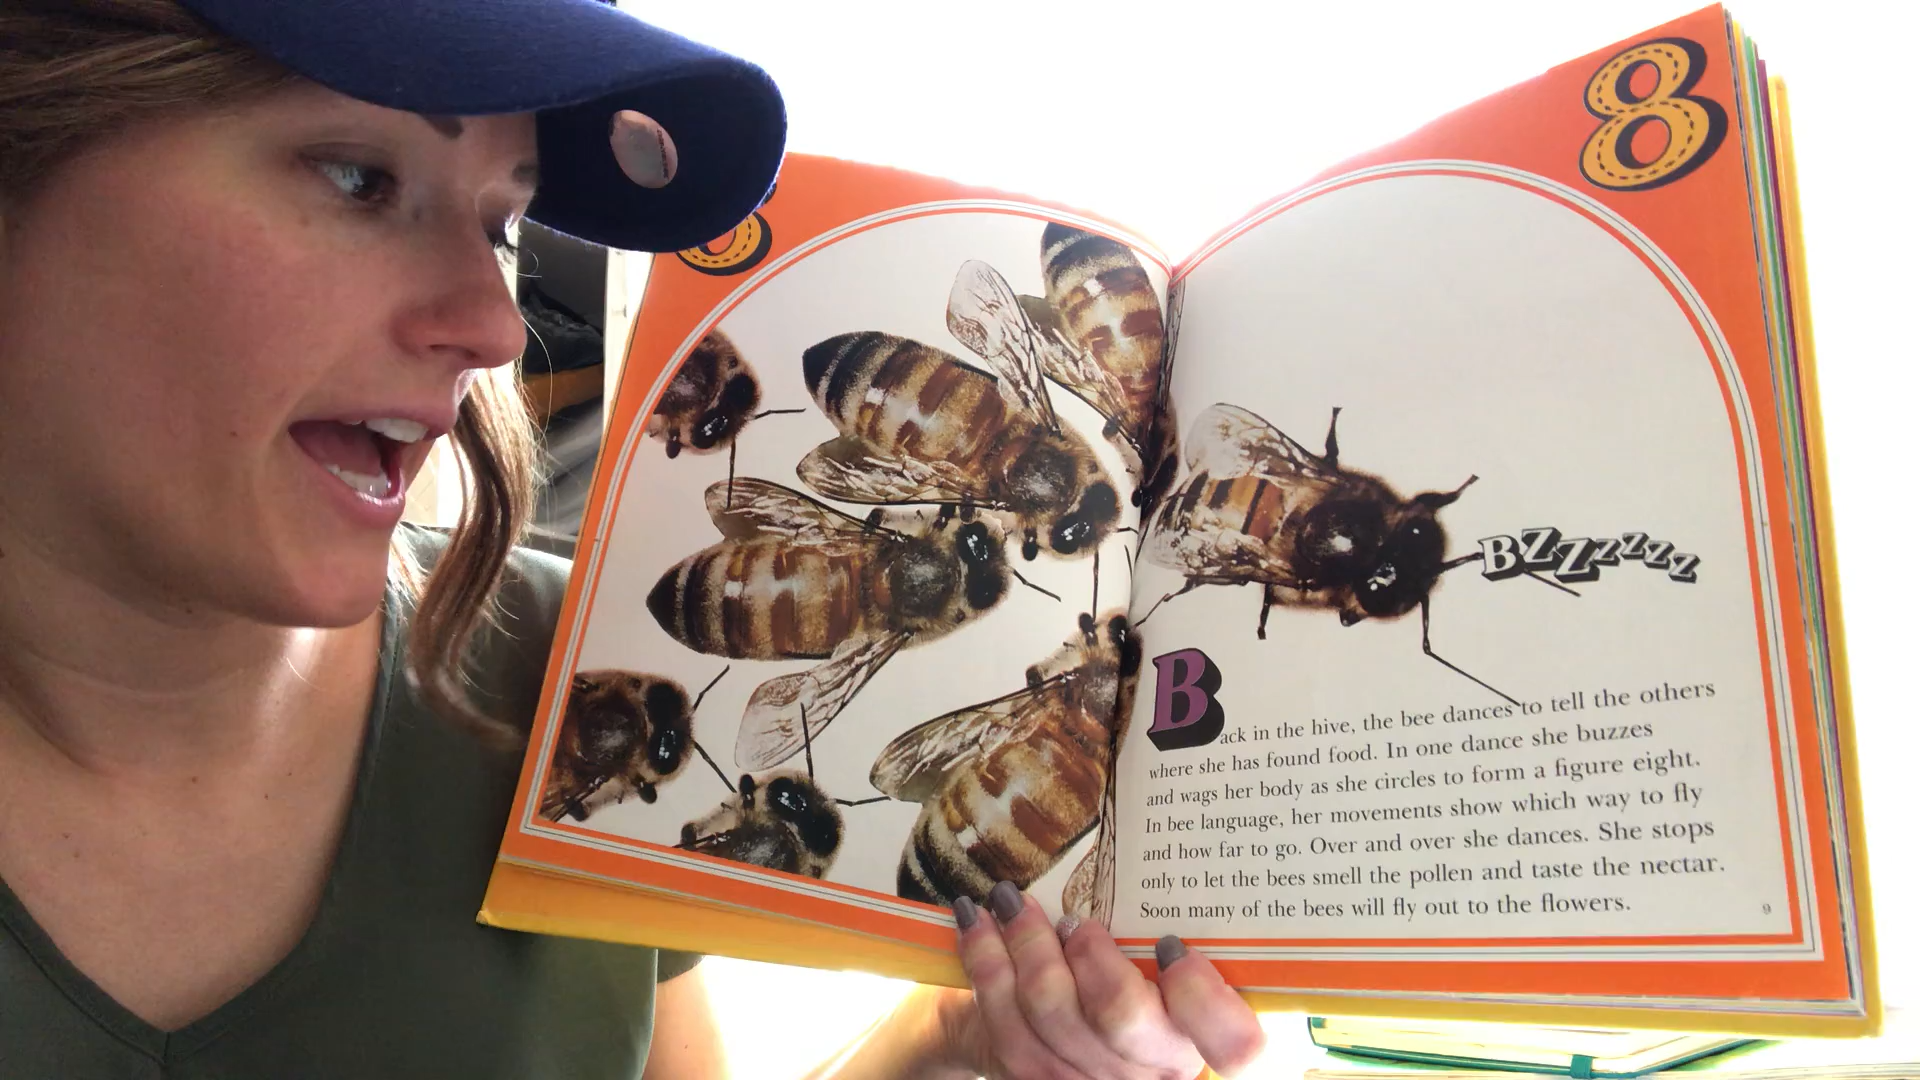 8
8
BZZzzzz
Back in the hive, the bee dances to tell the others
where she has found food. In one dance she buzzes
and wags her body as she circles to form a figure eight.
In bee language, her movements show which way to fly
and how far to go. Over and over she dances. She stops
only to let the bees smell the pollen and taste the nectar.
Soon many of the bees will fly out to the flowers.
9